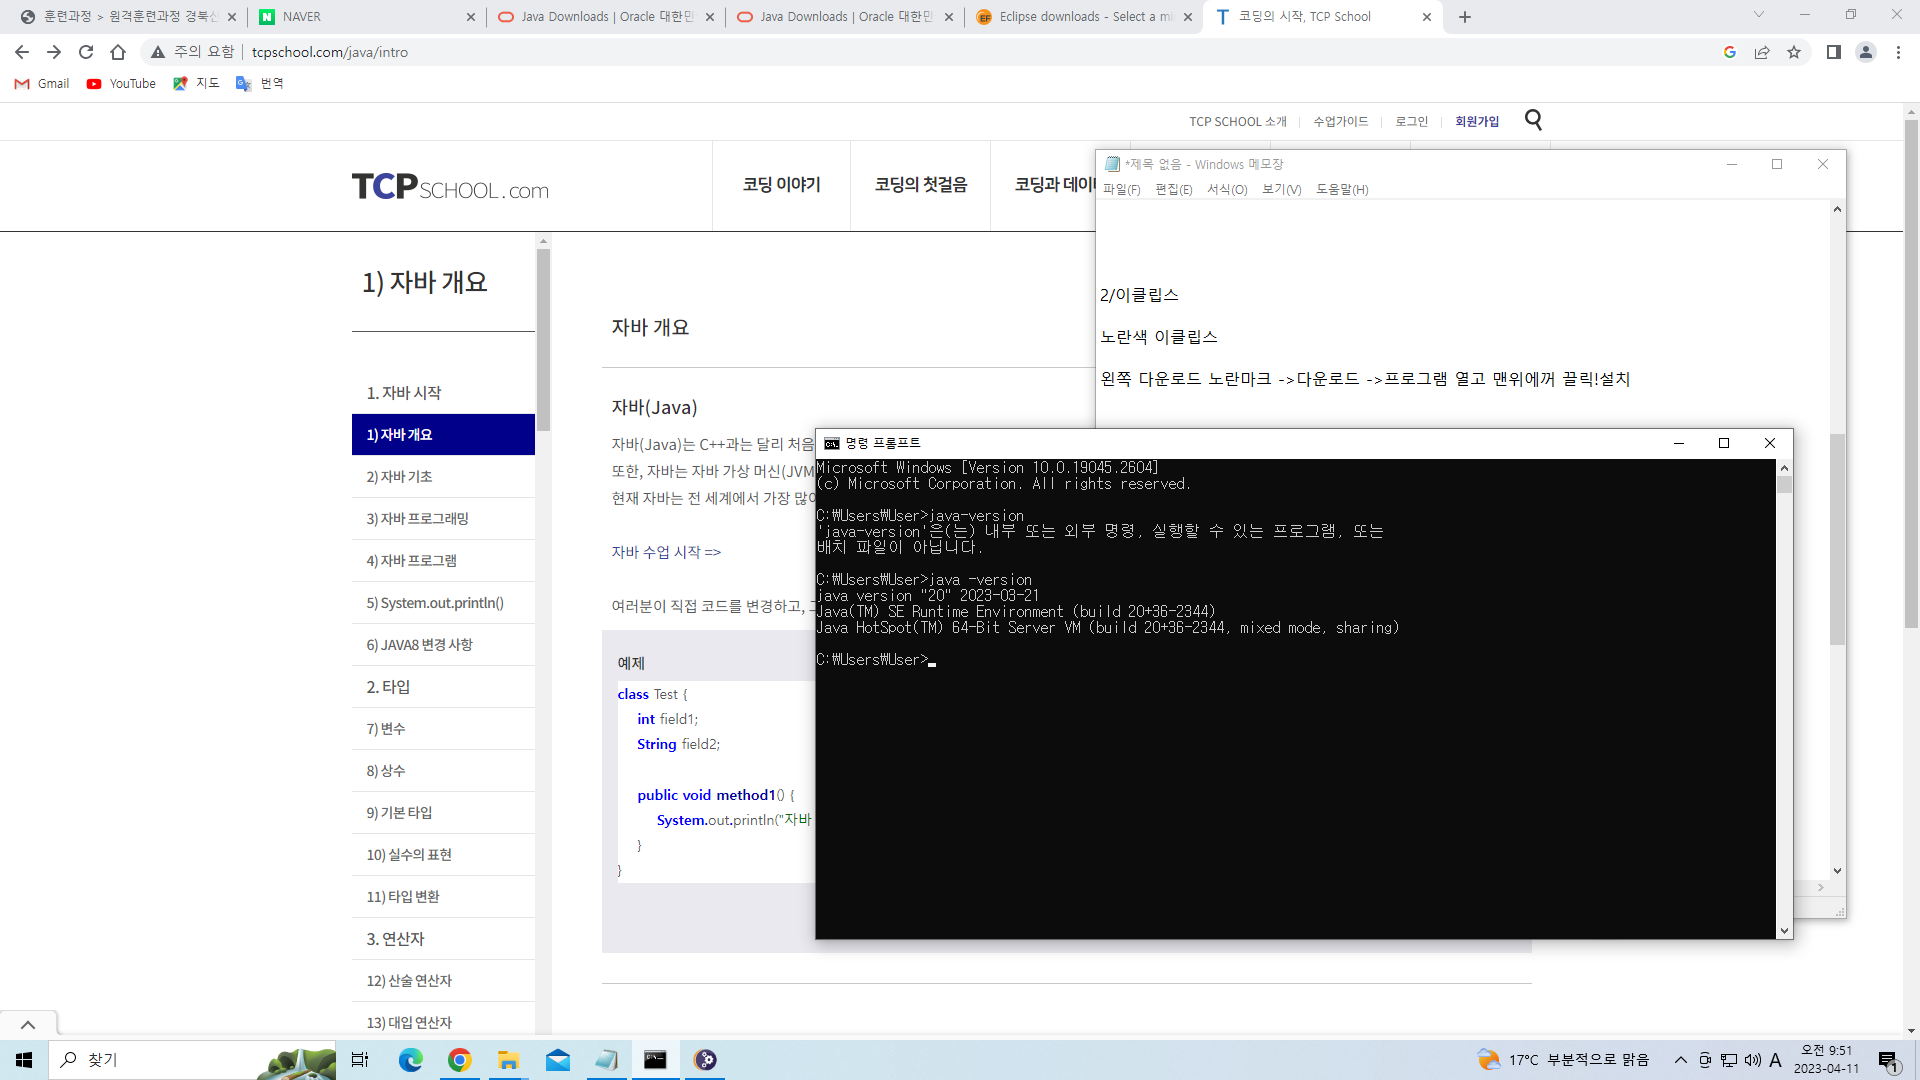 훈련과정 > 원격훈련과정 경북산
NAVER
Java Downloads | Oracle 대한민
Java Downloads | Oracle 대한민
Eclipse downloads - Select a mi
코딩의 시작, TCP School
주의 요함
tcpschool.com/java/intro
Gmail
YouTube
지도
번역
TCP SCHOOL 소개
수업가이드
로그인
회원가입
TCPSCHOOL.com
코딩 이야기
코딩의 첫걸음
코딩과 데이터
*제목 없음 - Windows 메모장
파일(F) 편집(E) 서식(O) 보기(V) 도움말(H)
2/이클립스
노란색 이클립스
왼쪽 다운로드 노란마크 ->다운로드 ->프로그램 열고 맨위에꺼 끌릭!설치
1) 자바 개요
1. 자바 시작
1) 자바 개요
2) 자바 기초
3) 자바 프로그래밍
4) 자바 프로그램
5) System.out.println()
6) JAVA8 변경 사항
2. 타입
7) 변수
8) 상수
9) 기본 타입
10) 실수의 표현
11) 타입 변환
3. 연산자
12) 산술 연산자
13) 대입 연산자
자바 개요
자바(Java)
자바(Java)는 C++과는 달리 처음
또한, 자바는 자바 가상 머신(JVM
현재 자바는 전 세계에서 가장 많이
자바 수업 시작 =>
여러분이 직접 코드를 변경하고,
예제
class Test {
int field1;
String field2;
public void method1() {
System.out.println("자바
}
}
명령 프롬프트
Microsoft Windows [Version 10.0.19045.2604]
(c) Microsoft Corporation. All rights reserved.
C:₩Users₩User>java-version
'java-version'은(는) 내부 또는 외부 명령, 실행할 수 있는 프로그램, 또는
배치 파일이 아닙니다.
C:₩Users₩User>java -version
java version "20" 2023-03-21
Java(TM) SE Runtime Environment (build 20+36-2344)
Java HotSpot(TM) 64-Bit Server VM (build 20+36-2344, mixed mode, sharing)
C:₩Users₩User>
찾기
17°C 부분적으로 맑음
A
오전 9:51
2023-04-11
1